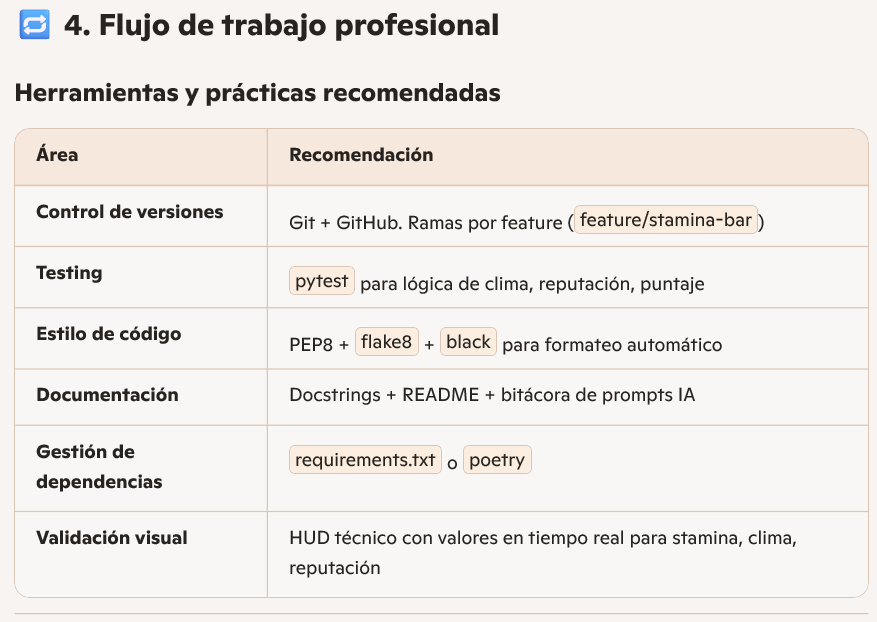 🔁 4. Flujo de trabajo profesional
Herramientas y prácticas recomendadas
Área
Recomendación
Control de versiones
Git + GitHub. Ramas por feature (feature/stamina-bar)
Testing
pytest para lógica de clima, reputación, puntaje
Estilo de código
PEP8 + flake8 + black para formateo automático
Documentación
Docstrings + README + bitácora de prompts IA
Gestión de
dependencias
requirements.txt o poetry
Validación visual
HUD técnico con valores en tiempo real para stamina, clima,
reputación